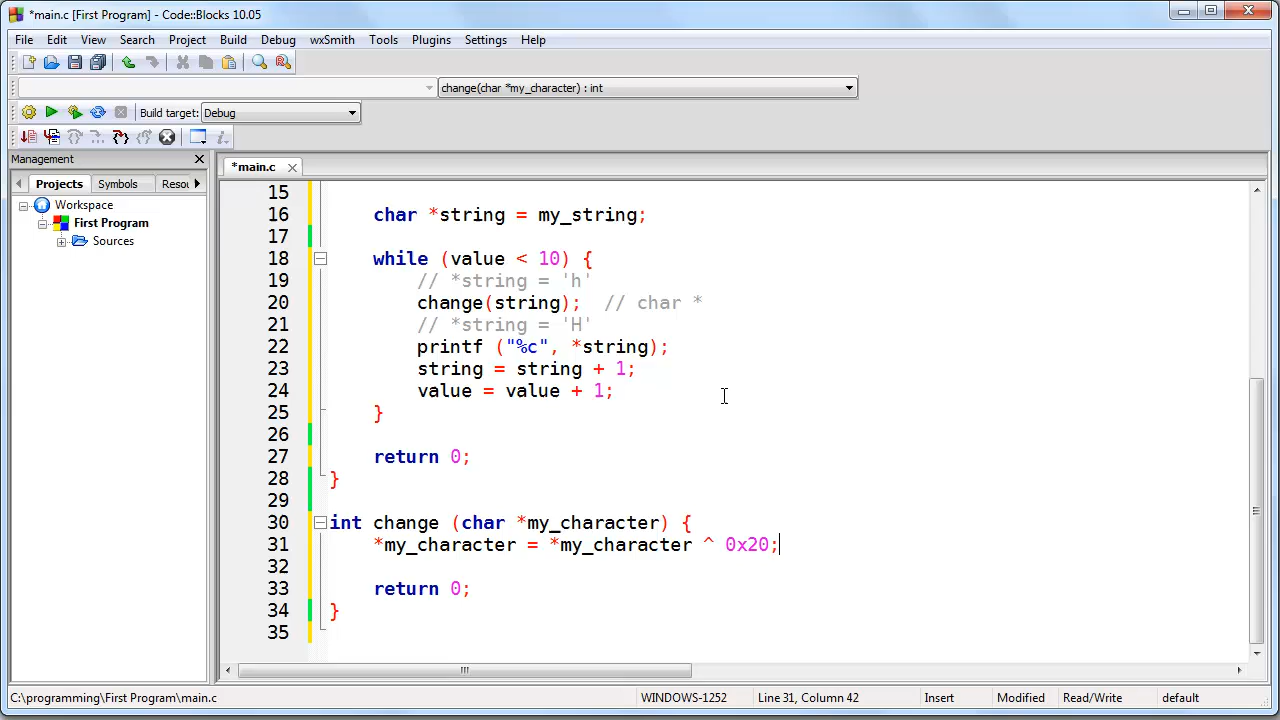 *main.c [First Program] - Code::Blocks 10.05
File Edit View Search Project Build Debug wxSmith Tools Plugins Settings Help
change(char *my_character) : int
Build target: Debug
Management
Projects Symbols Resou
*main.c
Workspace
First Program
Sources
15
16 char *string = my_string;
17
18 while (value < 10) {
19 // *string = 'h'
20 change(string); // char *
21 // *string = 'H'
22 printf ("%c", *string);
23 string = string + 1;
24 value = value + 1;
25 }
26
27 return 0;
28 }
29
30 int change (char *my_character) {
31 *my_character = *my_character ^ 0x20;
32
33 return 0;
34 }
35
C:\programming\First Program\main.c WINDOWS-1252 Line 31, Column 42 Insert Modified Read/Write default